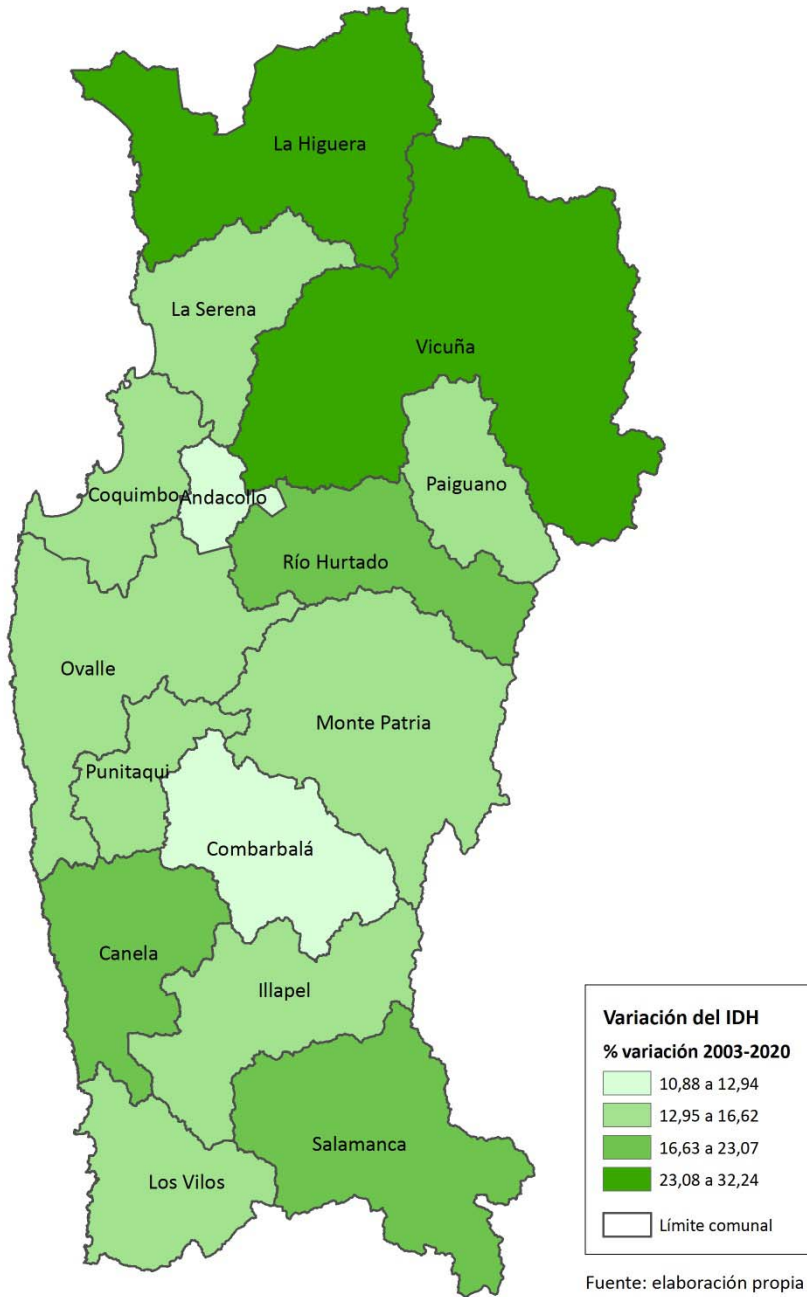 La Higuera
La Serena
Vicuña
Coquimbo
Andacollo
Paiguano
Río Hurtado
Ovalle
Monte Patria
Punitaqui
Combarbalá
Canela
Illapel
Salamanca
Los Vilos
Variación del IDH
% variación 2003-2020
10,88 a 12,94
12,95 a 16,62
16,63 a 23,07
23,08 a 32,24
Límite comunal
Fuente: elaboración propia